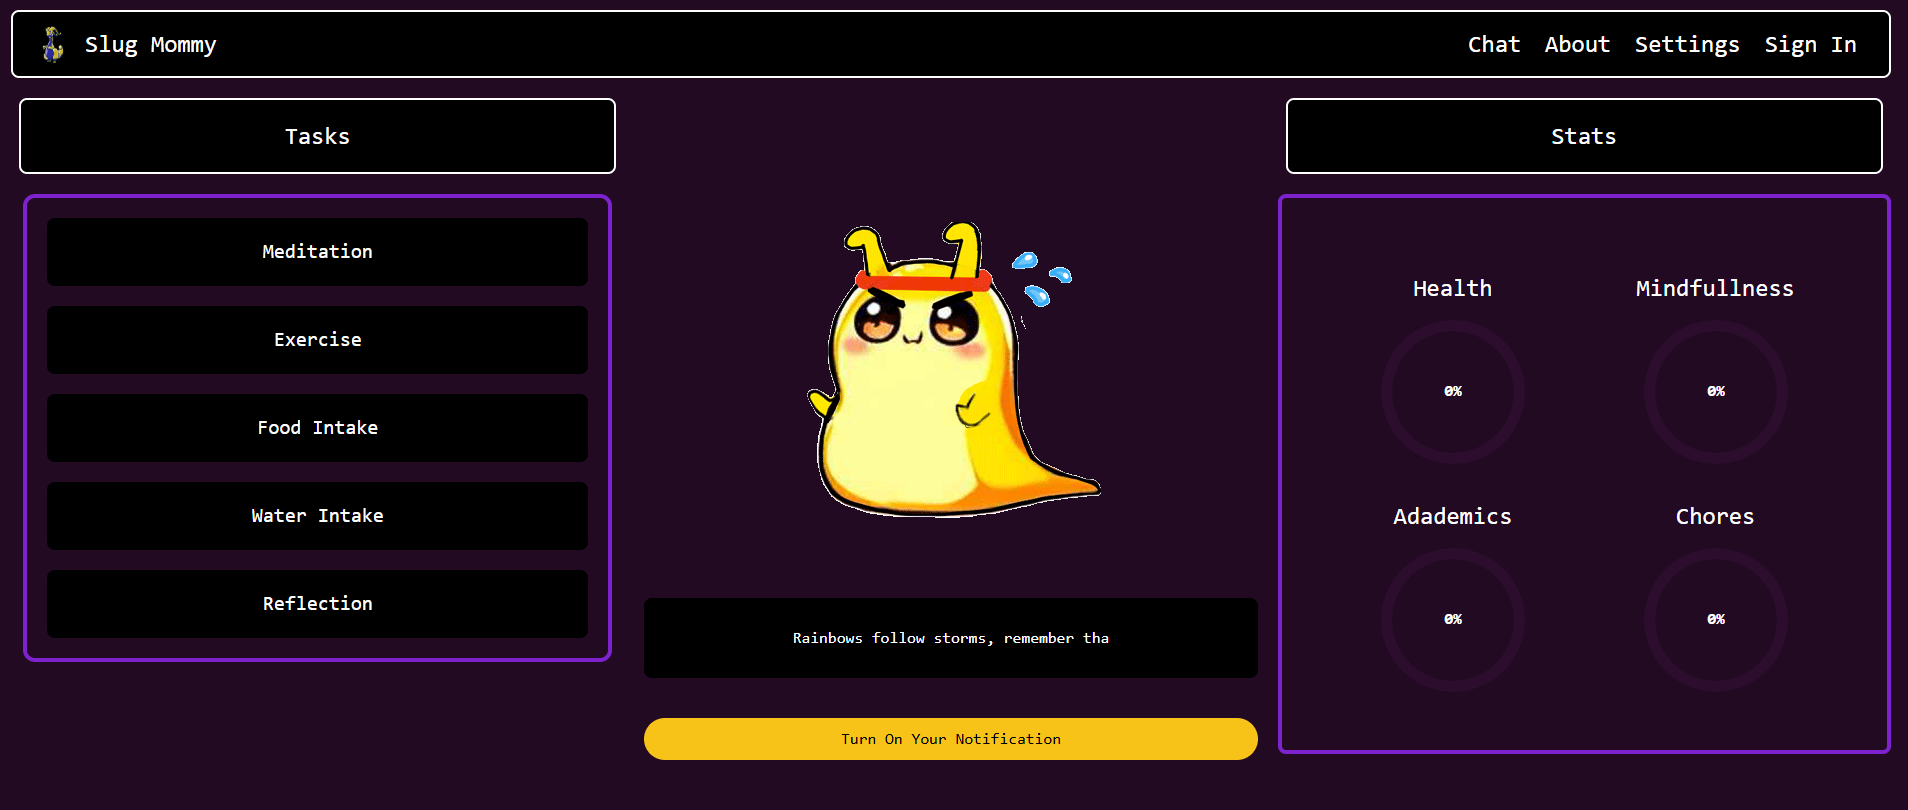 Slug Mommy
Chat About Settings Sign In
Tasks
Meditation
Exercise
Food Intake
Water Intake
Reflection
Rainbows follow storms, remember tha
Turn On Your Notification
Stats
Health
0%
Mindfullness
0%
Adademics
0%
Chores
0%